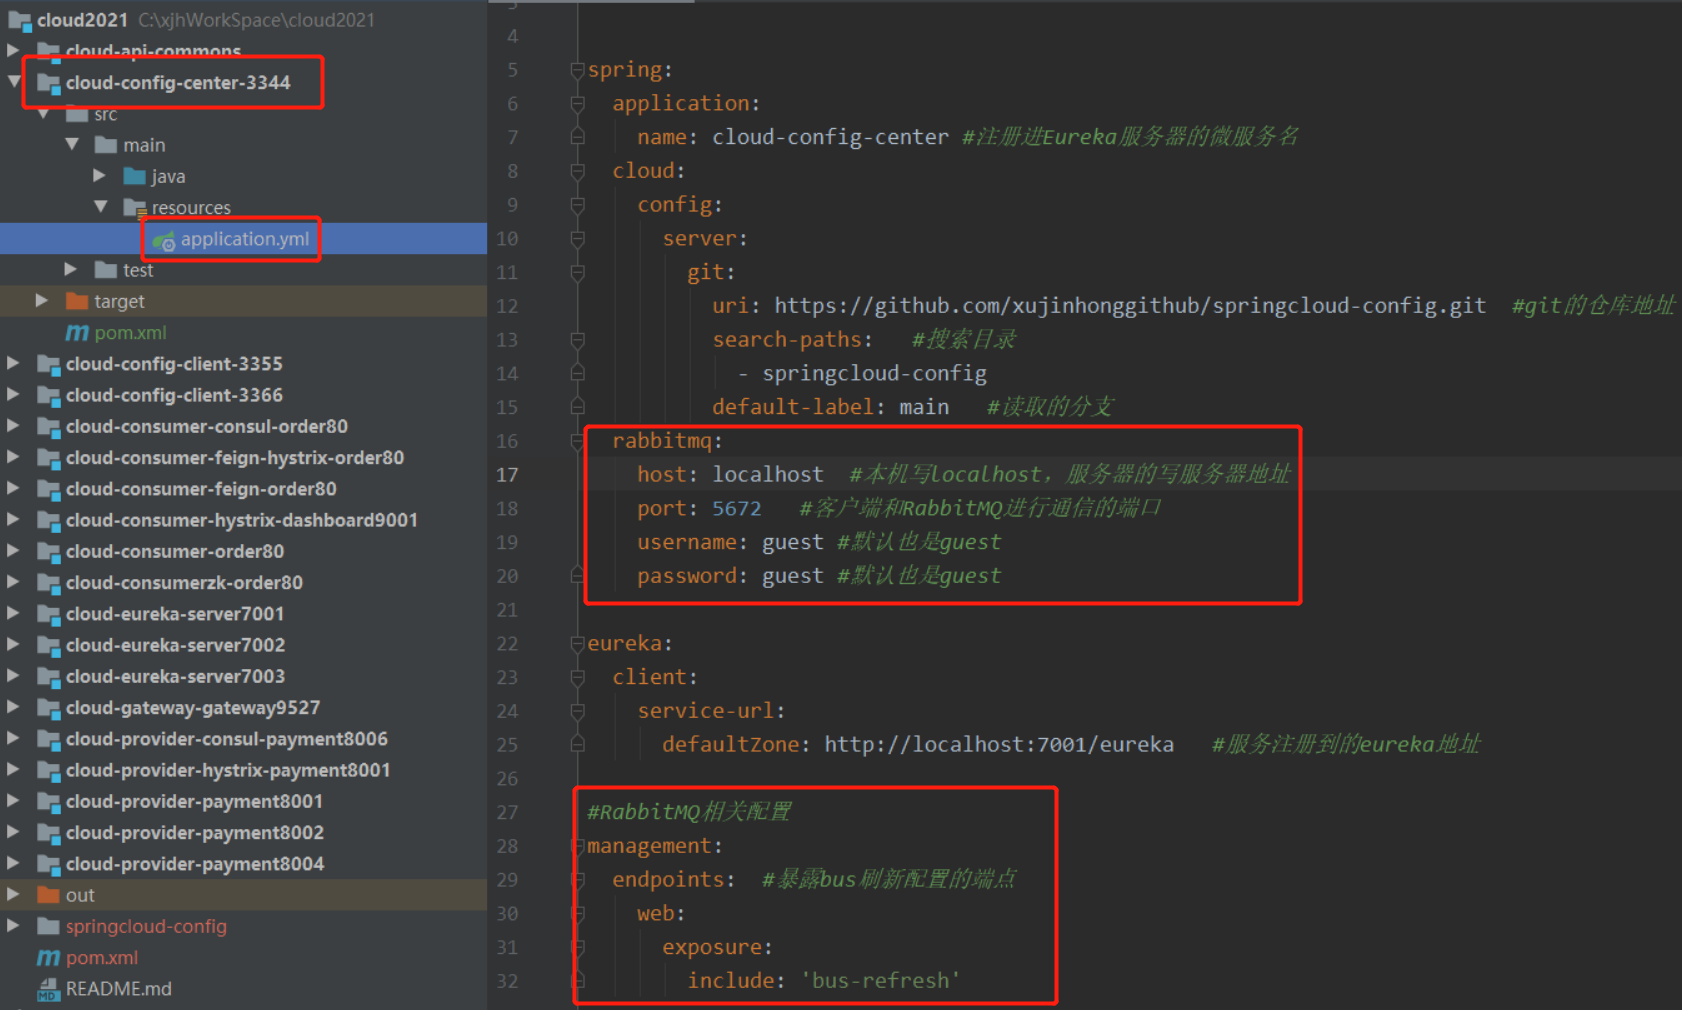 cloud2021 C:\xjhWorkSpace\cloud2021
cloud-api-commons
cloud-config-center-3344
src
main
java
resources
application.yml
test
target
pom.xml
cloud-config-client-3355
cloud-config-client-3366
cloud-consumer-consul-order80
cloud-consumer-feign-hystrix-order80
cloud-consumer-feign-order80
cloud-consumer-hystrix-dashboard9001
cloud-consumer-order80
cloud-consumerzk-order80
cloud-eureka-server7001
cloud-eureka-server7002
cloud-eureka-server7003
cloud-gateway-gateway9527
cloud-provider-consul-payment8006
cloud-provider-hystrix-payment8001
cloud-provider-payment8001
cloud-provider-payment8002
cloud-provider-payment8004
out
springcloud-config
pom.xml
README.md
4
5 spring:
6 application:
7 name: cloud-config-center #注册进Eureka服务器的微服务名
8 cloud:
9 config:
10 server:
11 git:
12 uri: https://github.com/xujinhonggithub/springcloud-config.git #git的仓库地址
13 search-paths: #搜索目录
14 - springcloud-config
15 default-label: main #读取的分支
16 rabbitmq:
17 host: localhost #本机写localhost，服务器的写服务器地址
18 port: 5672 #客户端和RabbitMQ进行通信的端口
19 username: guest #默认也是guest
20 password: guest #默认也是guest
21
22 eureka:
23 client:
24 service-url:
25 defaultZone: http://localhost:7001/eureka #服务注册到的eureka地址
26
27 #RabbitMQ相关配置
28 management:
29 endpoints: #暴露bus刷新配置的端点
30 web:
31 exposure:
32 include: 'bus-refresh'